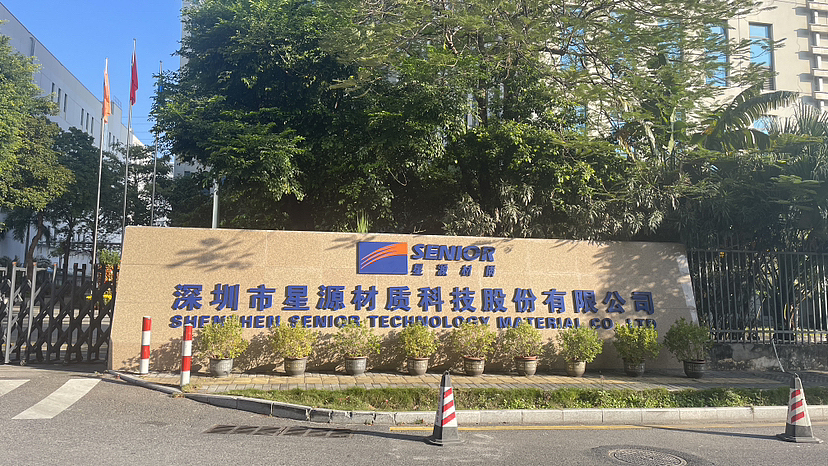 SENIOR
星源材质
深圳市星源材质科技股份有限公司
SHENZHEN SENIOR TECHNOLOGY MATERIAL CO., LTD